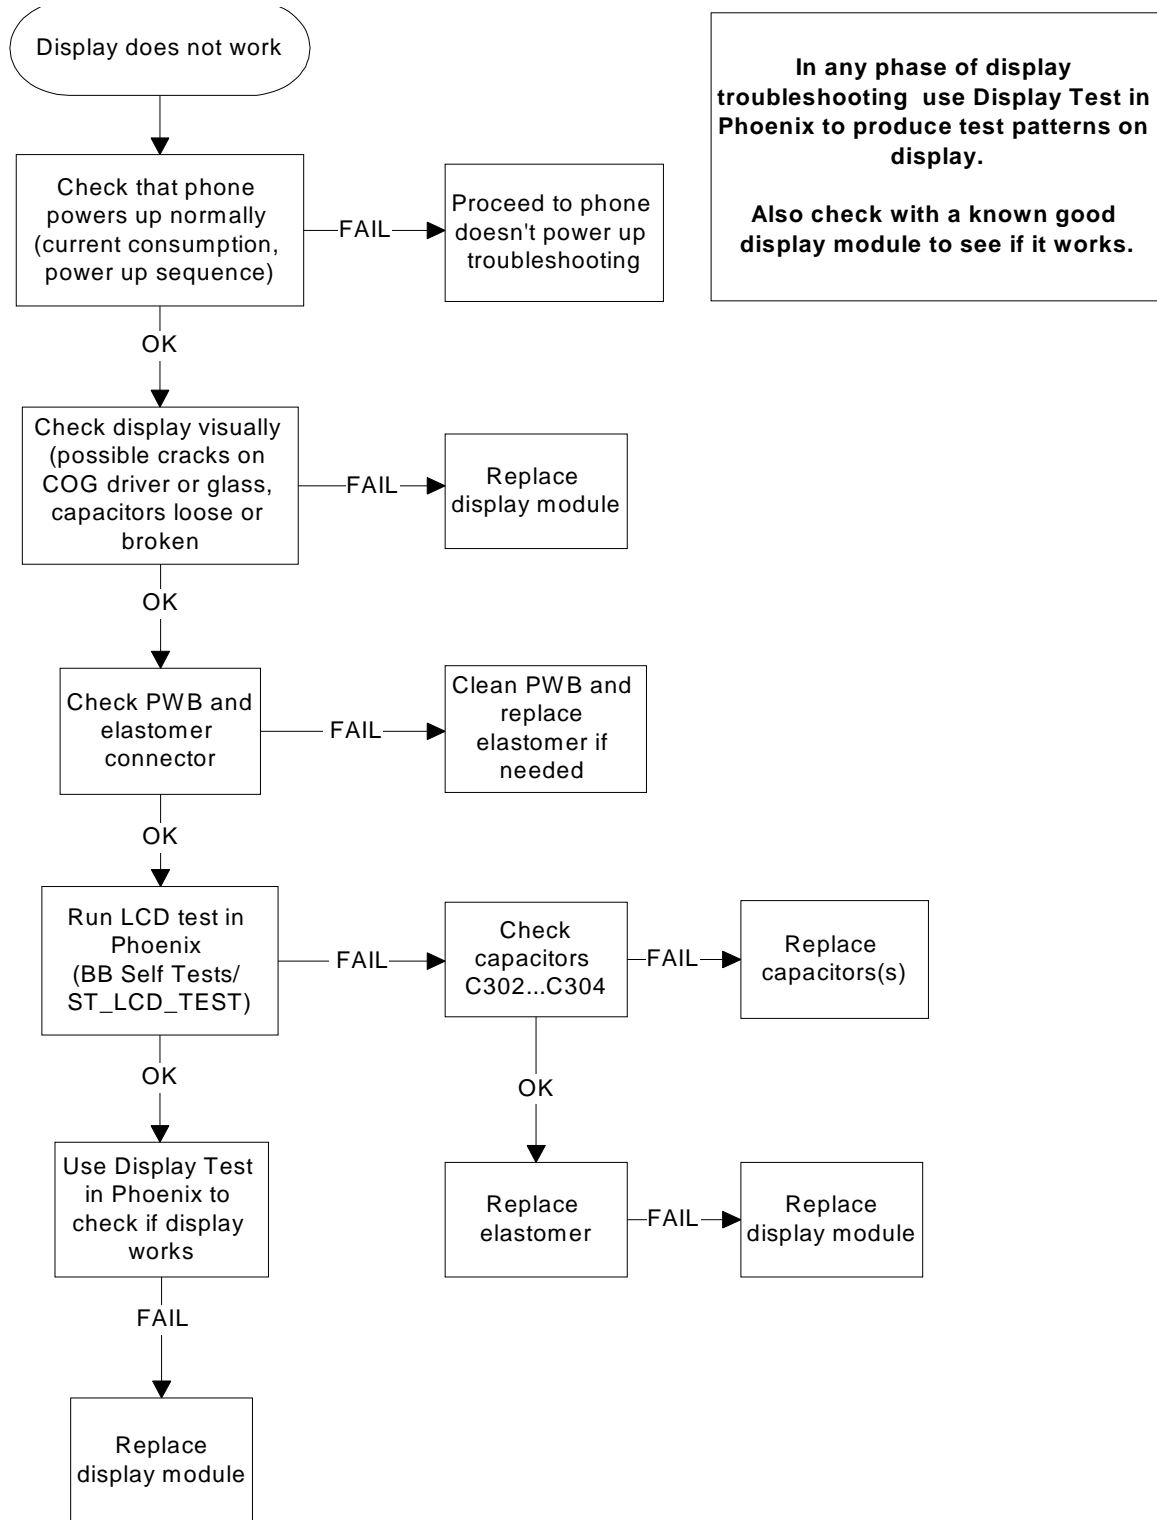 Display does not work
In any phase of display
troubleshooting use Display Test in
Phoenix to produce test patterns on
display.
Also check with a known good
display module to see if it works.
Check that phone
powers up normally
(current consumption,
power up sequence)
FAIL
Proceed to phone
doesn't power up
troubleshooting
OK
Check display visually
(possible cracks on
COG driver or glass,
capacitors loose or
broken
FAIL
Replace
display module
OK
Check PWB and
elastomer
connector
FAIL
Clean PWB and
replace
elastomer if
needed
OK
Run LCD test in
Phoenix
(BB Self Tests/
ST_LCD_TEST)
FAIL
Check
capacitors
C302...C304
FAIL
Replace
capacitors(s)
OK
OK
Use Display Test
in Phoenix to
check if display
works
Replace
elastomer
FAIL
Replace
display module
FAIL
Replace
display module